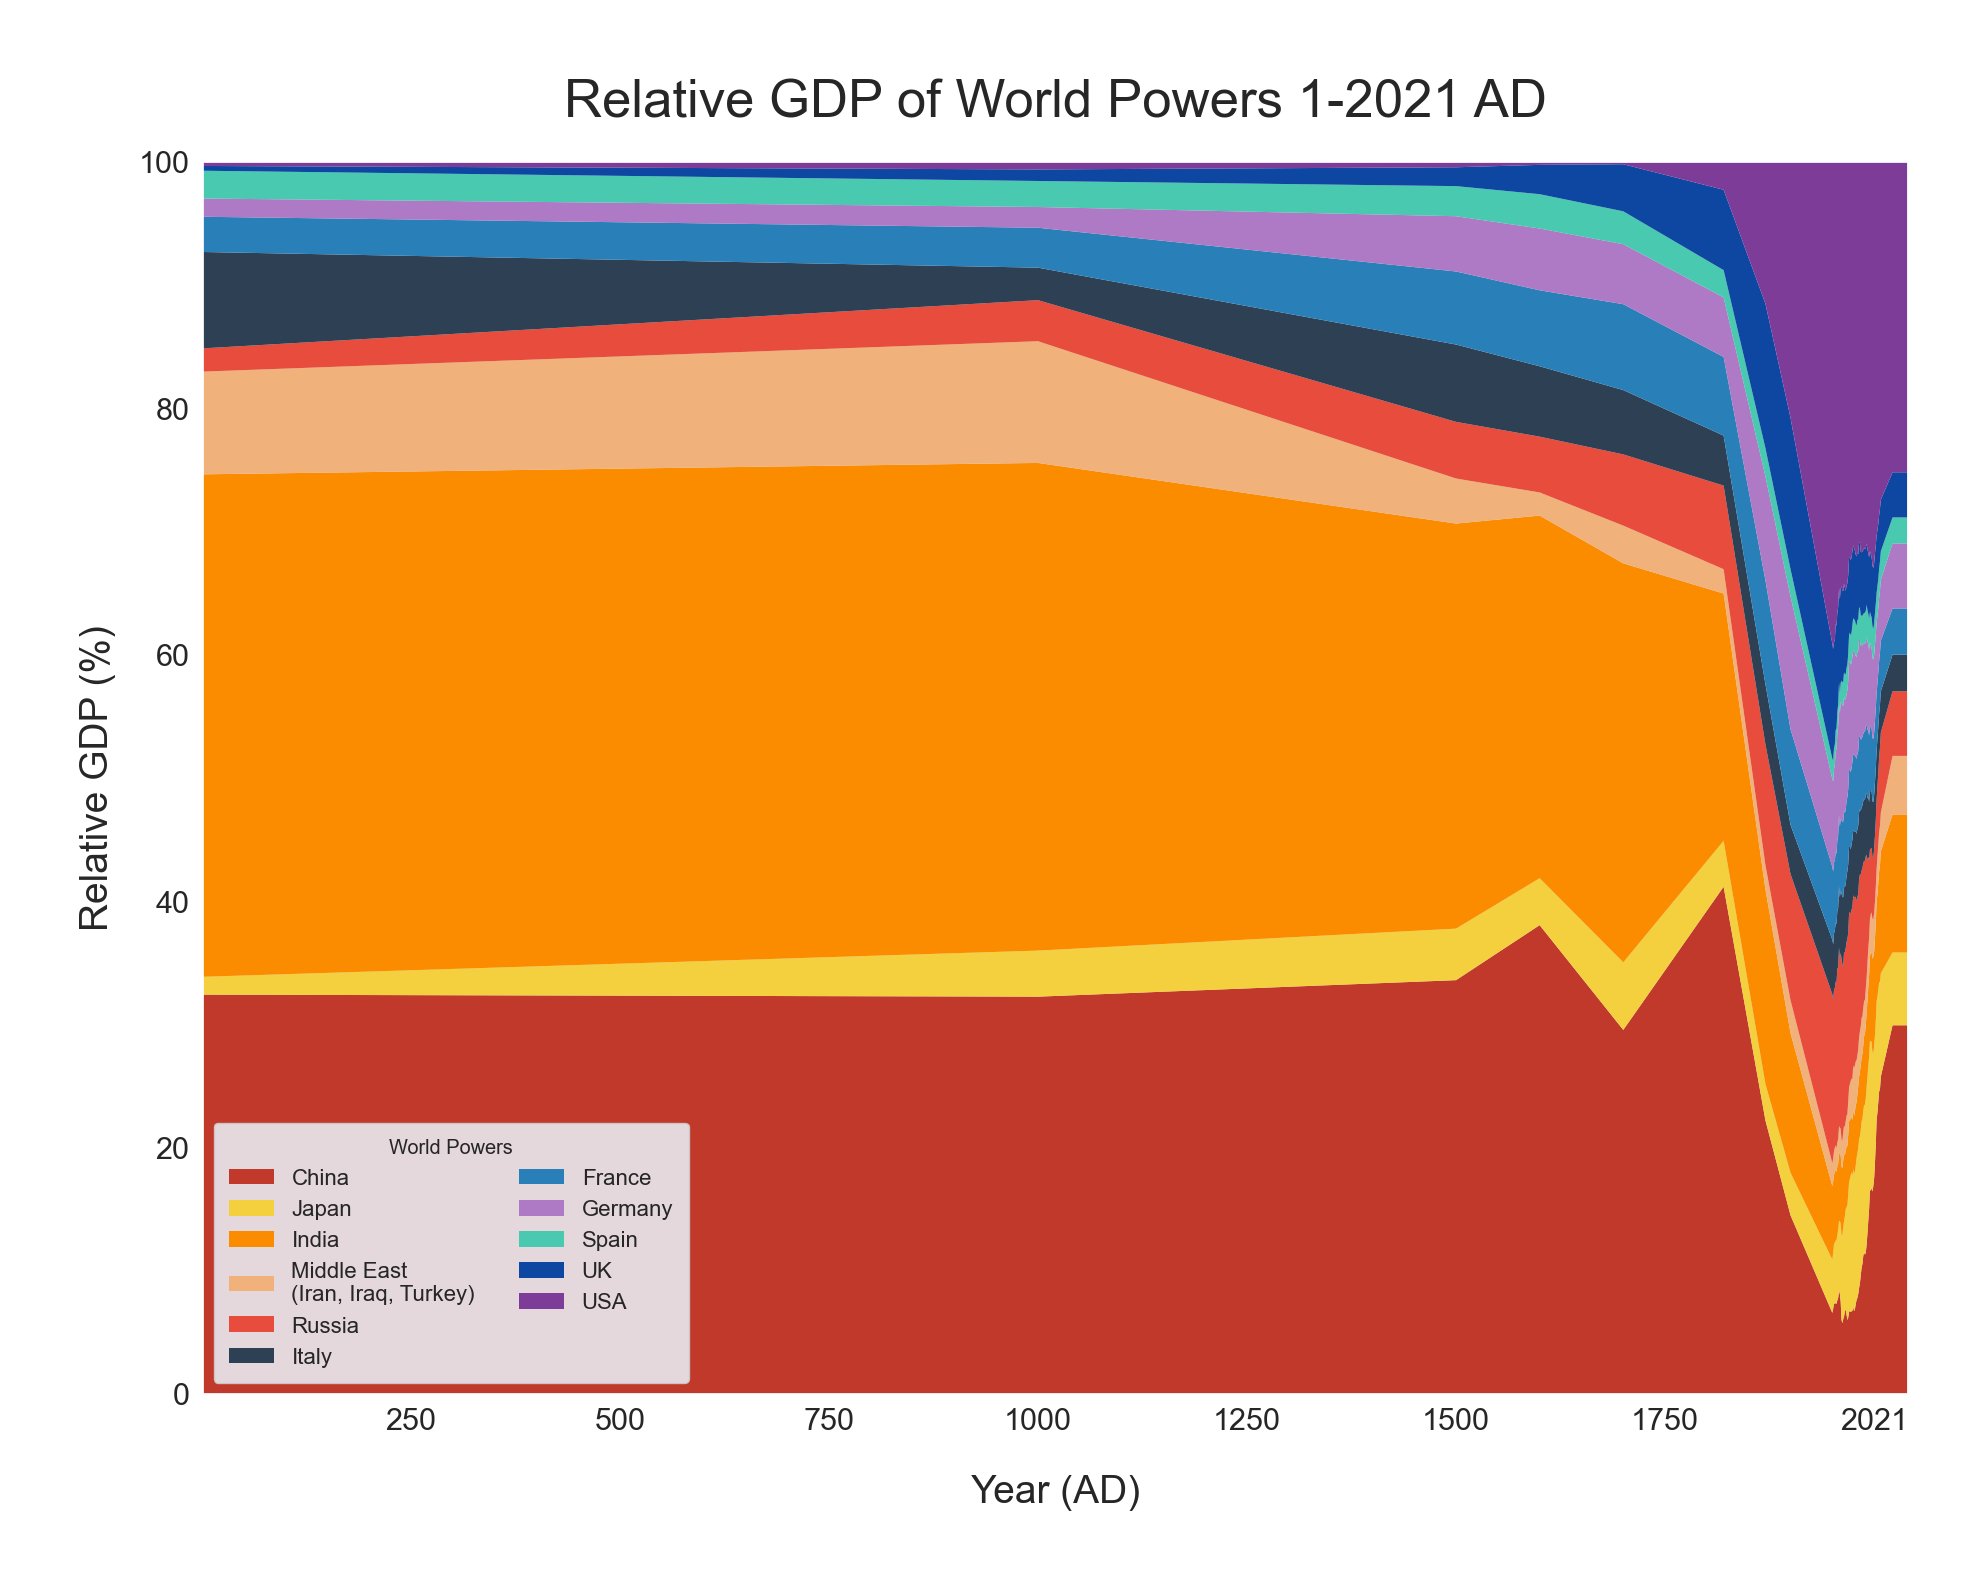 Relative GDP of World Powers 1-2021 AD
100
80
60
40
20
0
Relative GDP (%)
World Powers
China
Japan
India
Middle East
(Iran, Iraq, Turkey)
Russia
Italy
France
Germany
Spain
UK
USA
250 500 750 1000 1250 1500 1750 2021
Year (AD)